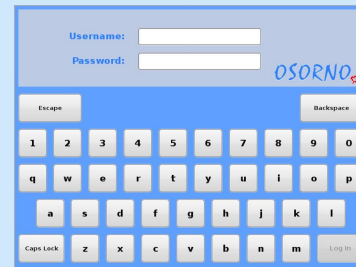 Username:
Password:
OSORNO
Escape Backspace
1 2 3 4 5 6 7 8 9 0
q w e r t y u i o p
a s d f g h j k l
Caps Lock z x c v b n m Log in